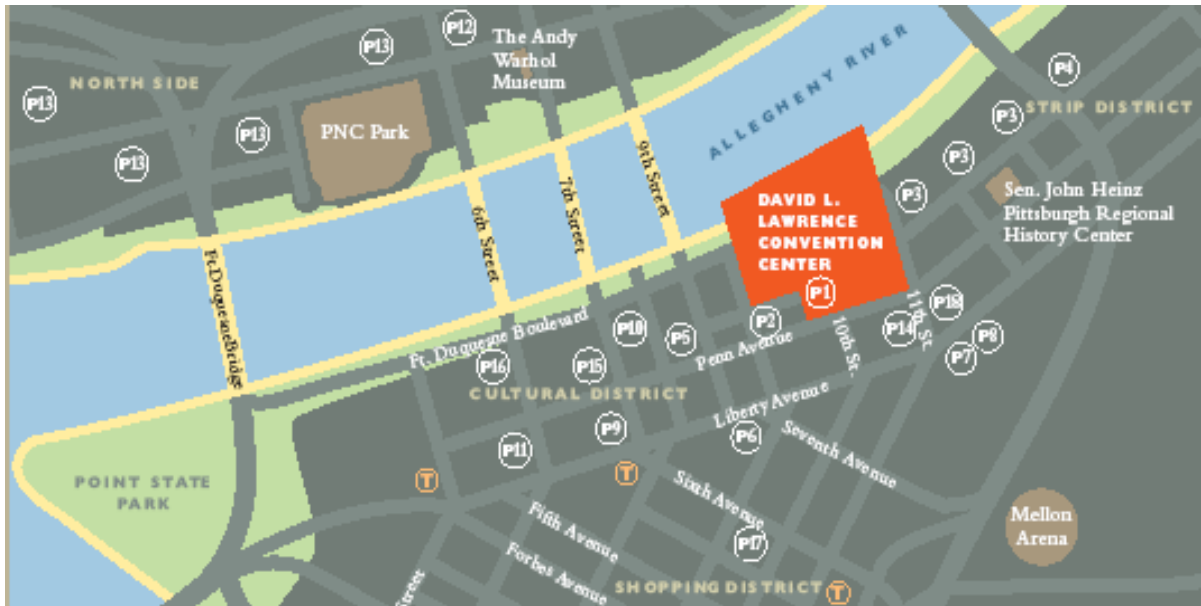 P12
The Andy
Warhol
Museum
P13
NORTH SIDE
P13
P13
P13
PNC Park
ALLEGHENY RIVER
P4
STRIP DISTRICT
P3
P3
P3
Sen. John Heinz
Pittsburgh Regional
History Center
DAVID L.
LAWRENCE
CONVENTION
CENTER
9th Street
7th Street
6th Street
Ft.DuquesneBridge
P1
P2
10th St.
11th St.
P18
P14
P8
P7
Ft. Duquesne Boulevard
P10
P5
Penn Avenue
P16
P15
CULTURAL DISTRICT
Liberty Avenue
P9
P6
P11
Seventh Avenue
T
T
Sixth Avenue
POINT STATE
PARK
Fifth Avenue
Forbes Avenue
P17
Mellon
Arena
SHOPPING DISTRICT
T
Street